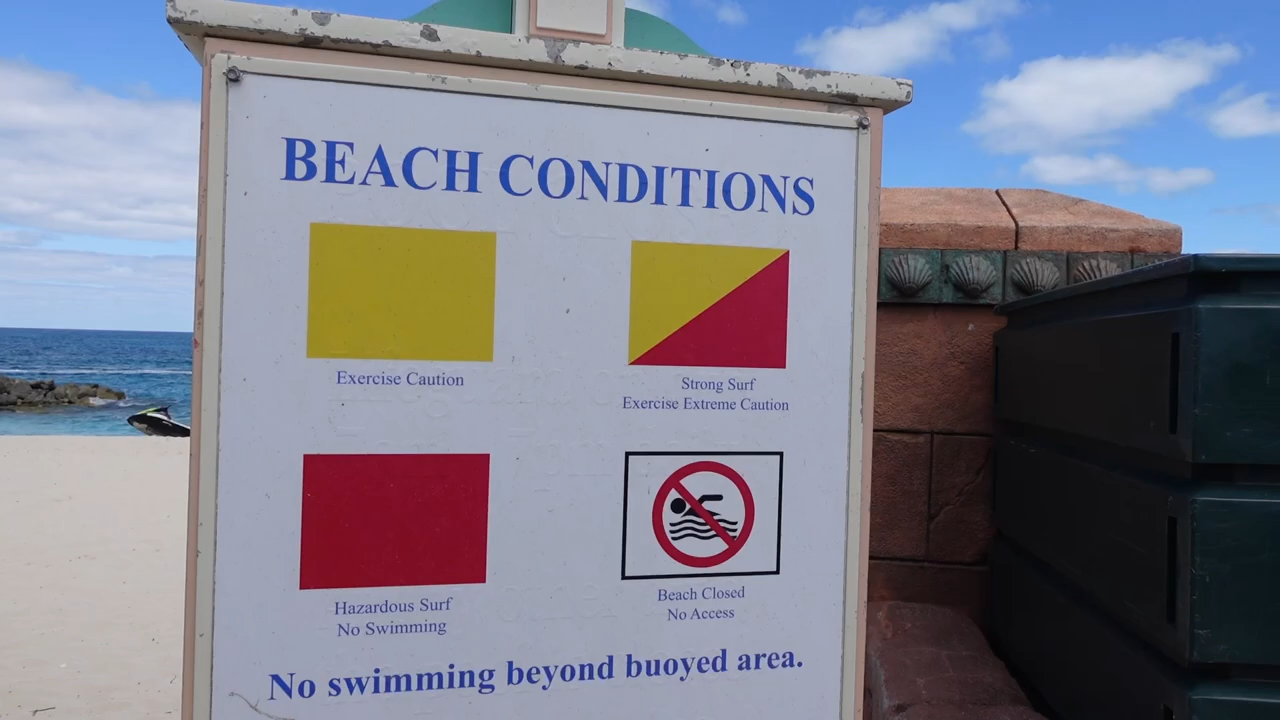 BEACH CONDITIONS
Exercise Caution
Strong Surf
Exercise Extreme Caution
Hazardous Surf
No Swimming
Beach Closed
No Access
No swimming beyond buoyed area.